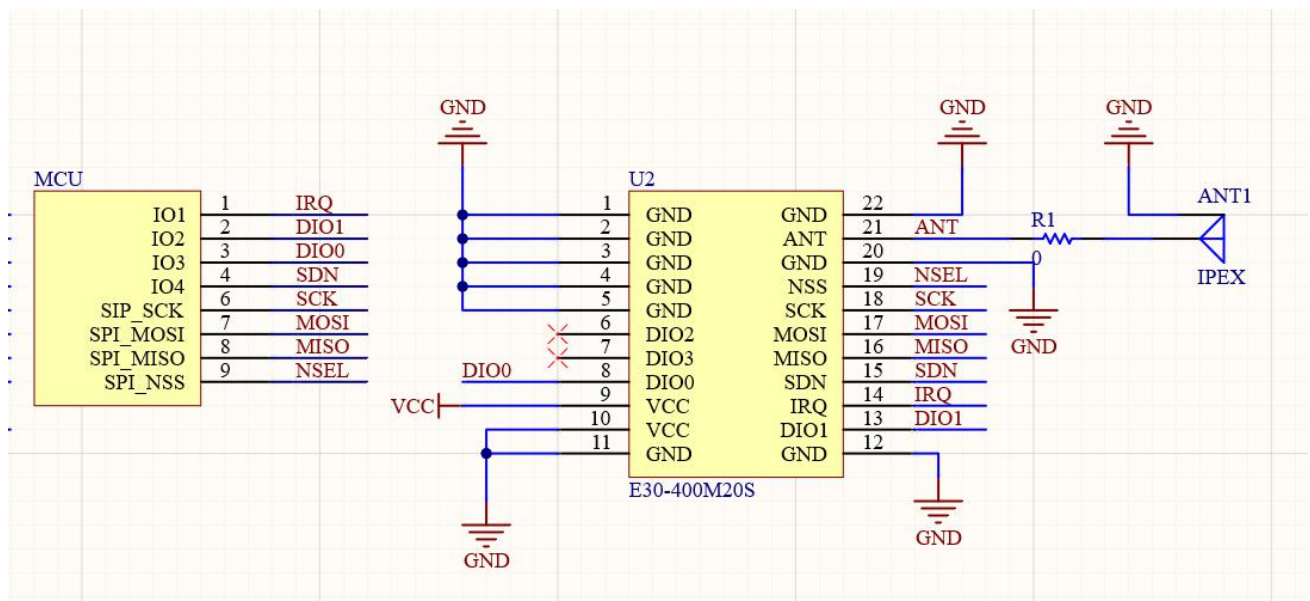 GND
GND
GND
MCU
1 IRQ
IO1
2 DIO1
IO2
3 DIO0
IO3
4 SDN
IO4
6 SCK
SIP_SCK
7 MOSI
SPI_MOSI
8 MISO
SPI_MISO
9 NSEL
SPI_NSS
U2
1 GND GND 22
2 GND ANT 21 ANT
3 GND GND 20
4 GND NSS 19 NSEL
5 GND SCK 18 SCK
6 DIO2 MOSI 17 MOSI
7 DIO3 MISO 16 MISO
DIO0 8 DIO0 SDN 15 SDN
VCC 9 VCC IRQ 14 IRQ
10 VCC DIO1 13 DIO1
11 GND GND 12
E30-400M20S
R1
0
ANT1
IPEX
GND
GND
GND